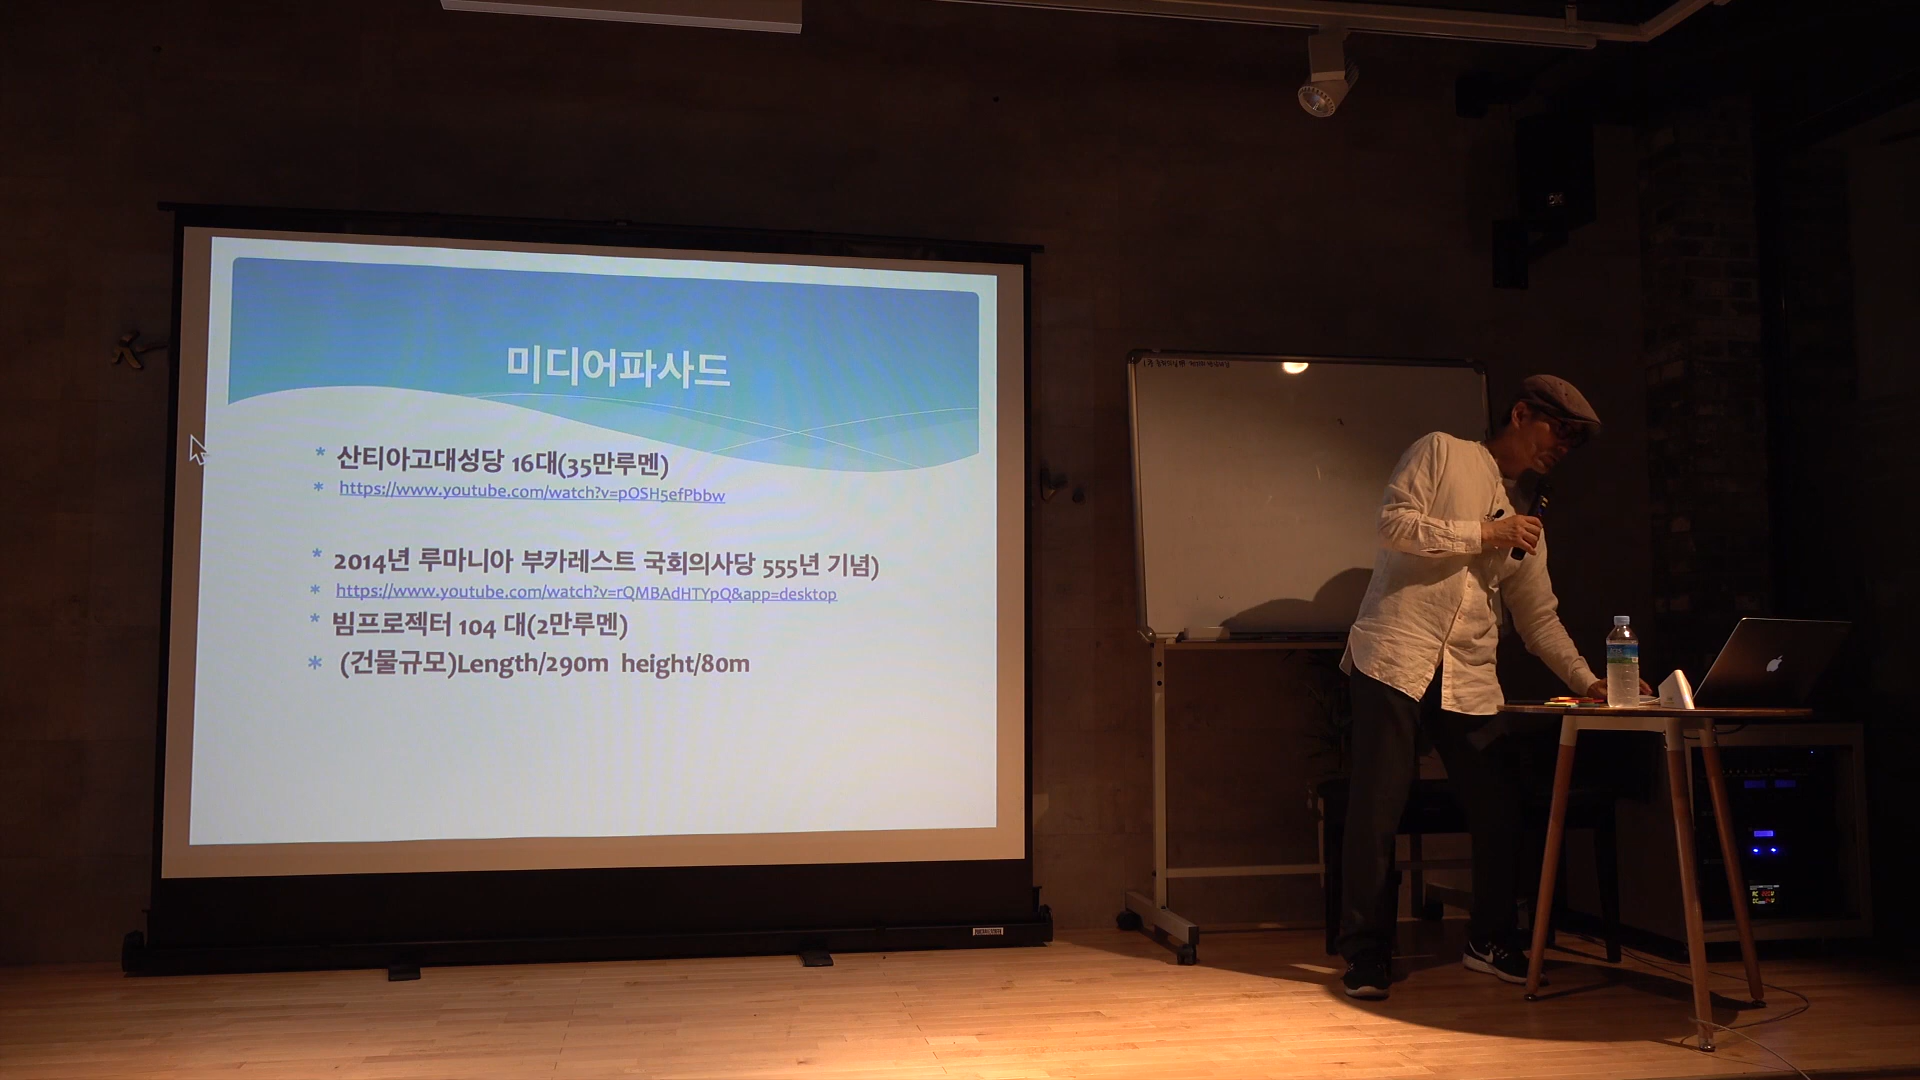 미디어파사드
* 산티아고대성당 16대(35만루멘)
* https://www.youtube.com/watch?v=pOSH5efPbbw
* 2014년 루마니아 부카레스트 국회의사당 555년 기념)
* https://www.youtube.com/watch?v=rQMBAdHTYpQ&app=desktop
* 빔프로젝터 104 대(2만루멘)
* (건물규모)Length/290m height/80m